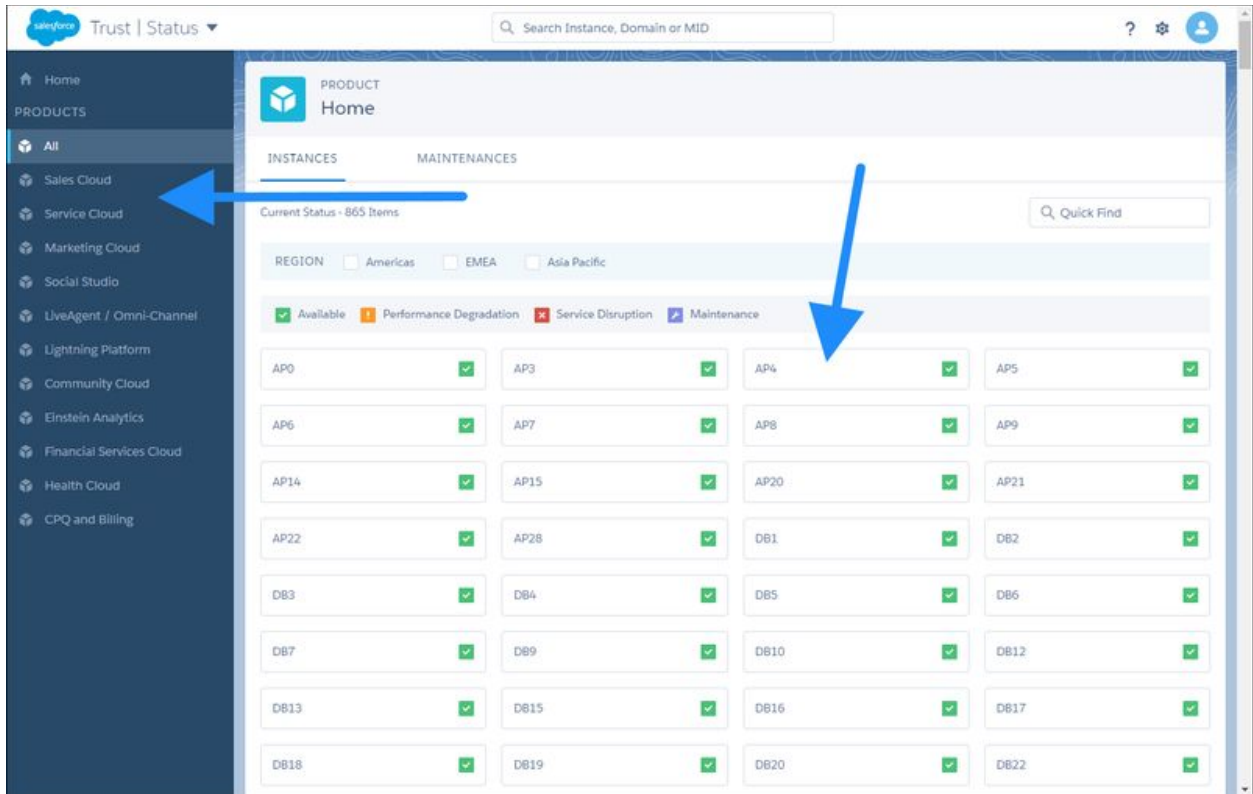 salesforce Trust | Status
Search Instance, Domain or MID
?
Home
PRODUCTS
All
Sales Cloud
Service Cloud
Marketing Cloud
Social Studio
LiveAgent / Omni-Channel
Lightning Platform
Community Cloud
Einstein Analytics
Financial Services Cloud
Health Cloud
CPQ and Billing
PRODUCT
Home
INSTANCES MAINTENANCES
Current Status - 865 Items
Quick Find
REGION Americas EMEA Asia Pacific
Available Performance Degradation Service Disruption Maintenance
AP0 AP3 AP4 AP5
AP6 AP7 AP8 AP9
AP14 AP15 AP20 AP21
AP22 AP28 DB1 DB2
DB3 DB4 DB5 DB6
DB7 DB9 DB10 DB12
DB13 DB15 DB16 DB17
DB18 DB19 DB20 DB22